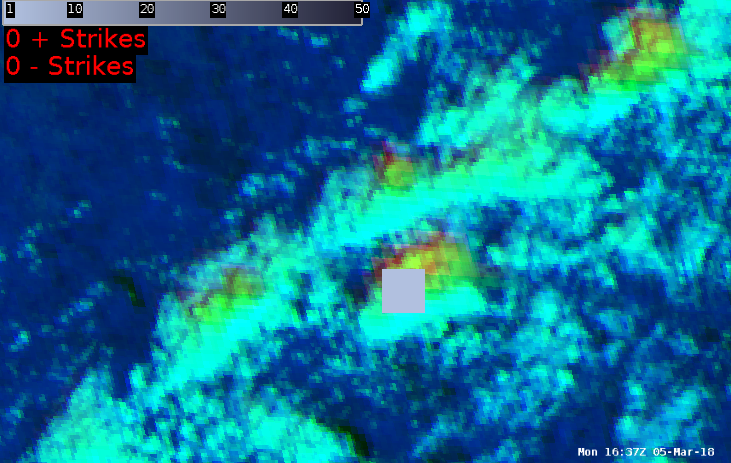 1 10 20 30 40 50
0 + Strikes
0 - Strikes
Mon 16:37Z 05-Mar-18